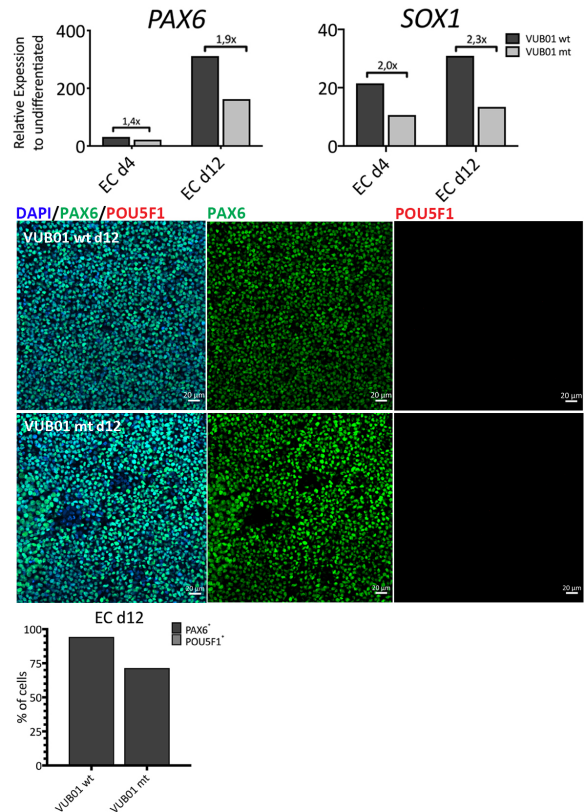 PAX6
Relative Expession
to undifferentiated
400
200
0
1,4x
1,9x
EC d4
EC d12
SOX1
40
20
0
2,0x
2,3x
EC d4
EC d12
VUB01 wt
VUB01 mt
DAPI/PAX6/POU5F1
PAX6
POU5F1
VUB01 wt d12
20 µm
20 µm
20 µm
VUB01 mt d12
20 µm
20 µm
20 µm
EC d12
% of cells
100
75
50
25
0
VUB01 wt
VUB01 mt
PAX6+
POU5F1+